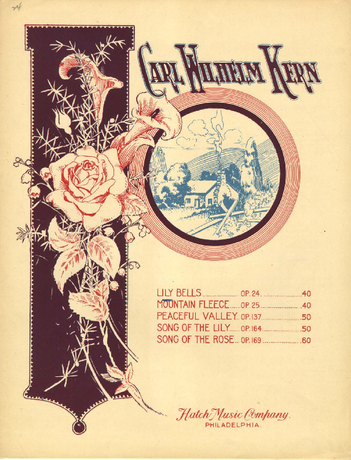 CARL WILHELM KERN
LILY BELLS OP. 24. .40
MOUNTAIN FLEECE OP. 25. .40
PEACEFUL VALLEY OP. 137 .50
SONG OF THE LILY OP. 164 .50
SONG OF THE ROSE OP. 169 .60
Hatch Music Company.
PHILADELPHIA.